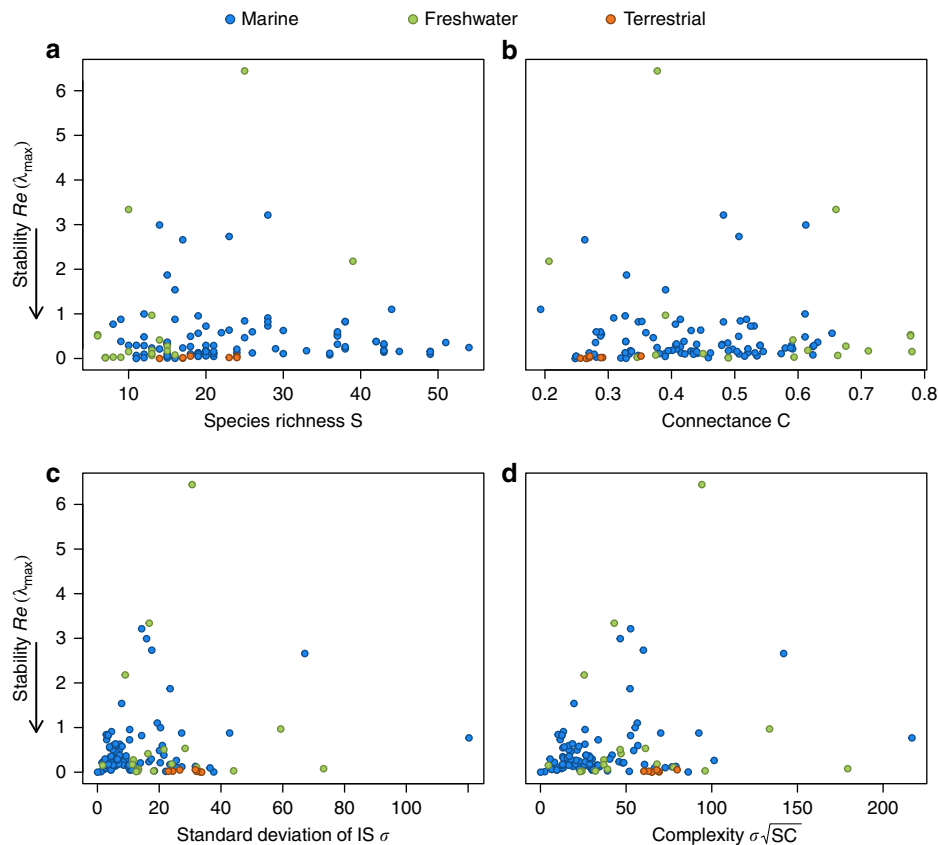 Marine Freshwater Terrestrial
a b
6
5
4
3
2
1
0
Stability Re (λmax)
10 20 30 40 50
Species richness S
0.2 0.3 0.4 0.5 0.6 0.7 0.8
Connectance C
c d
6
5
4
3
2
1
0
Stability Re (λmax)
0 20 40 60 80 100
Standard deviation of IS σ
0 50 100 150 200
Complexity σ√SC